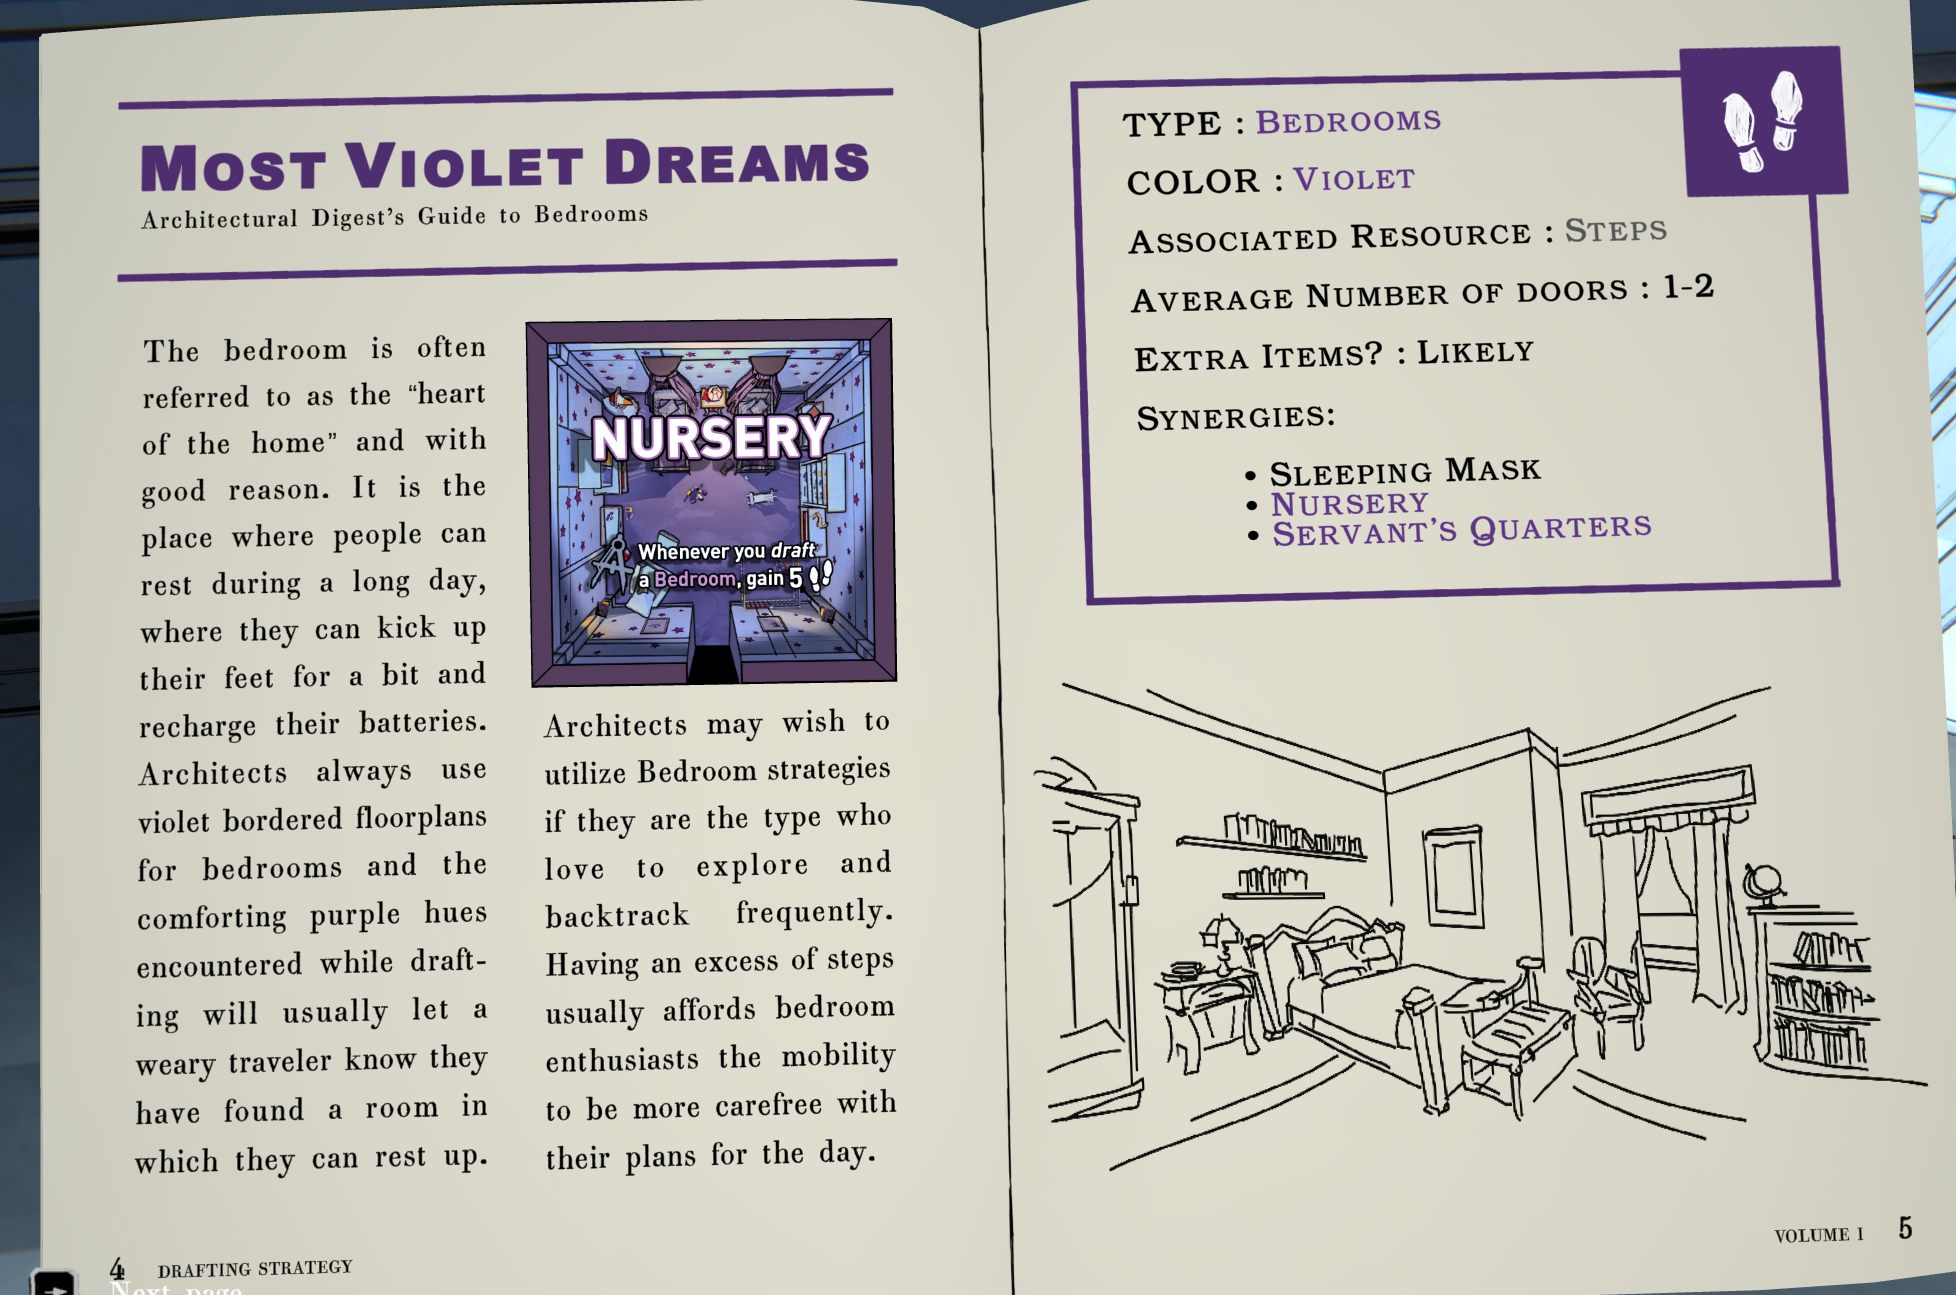 MOST VIOLET DREAMS
Architectural Digest's Guide to Bedrooms
The bedroom is often
referred to as the “heart
of the home” and with
good reason. It is the
place where people can
rest during a long day,
where they can kick up
their feet for a bit and
recharge their batteries.
Architects always use
violet bordered floorplans
for bedrooms and the
comforting purple hues
encountered while draft-
ing will usually let a
weary traveler know they
have found a room in
which they can rest up.
NURSERY
Whenever you draft
a Bedroom, gain 5
Architects may wish to
utilize Bedroom strategies
if they are the type who
love to explore and
backtrack frequently.
Having an excess of steps
usually affords bedroom
enthusiasts the mobility
to be more carefree with
their plans for the day.
4 DRAFTING STRATEGY
Next page
TYPE : BEDROOMS
COLOR : VIOLET
ASSOCIATED RESOURCE : STEPS
AVERAGE NUMBER OF DOORS : 1-2
EXTRA ITEMS? : LIKELY
SYNERGIES:
• SLEEPING MASK
• NURSERY
• SERVANT'S QUARTERS
VOLUME I 5